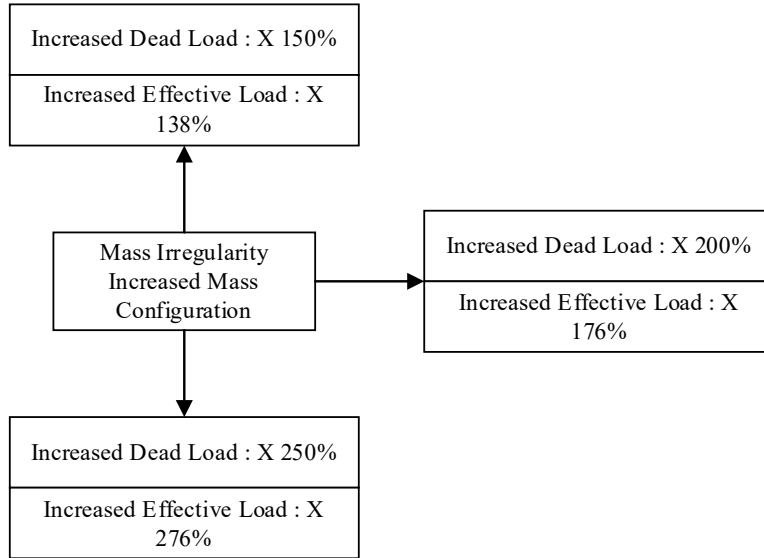 Increased Dead Load : X 150%
Increased Effective Load : X
138%
Mass Irregularity
Increased Mass
Configuration
Increased Dead Load : X 200%
Increased Effective Load : X
176%
Increased Dead Load : X 250%
Increased Effective Load : X
276%